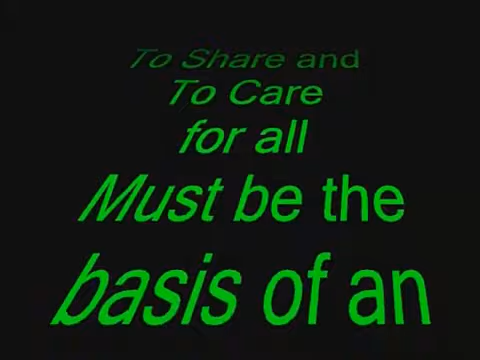 To Share and
To Care
for all
Must be the
basis of an